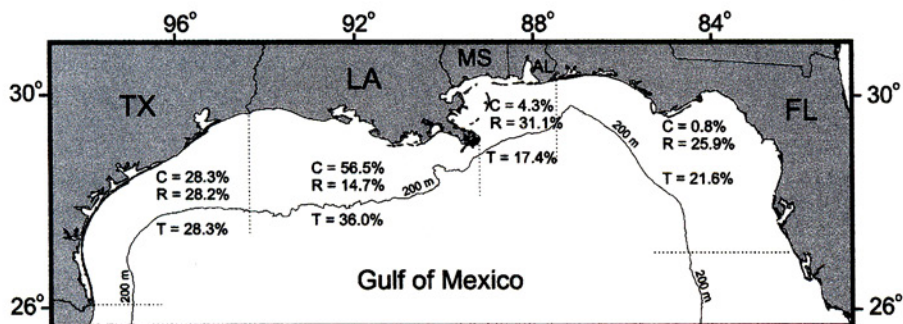 96° 92° 88° 84°
MS
AL
LA
TX
FL
30° 30°
C = 4.3%
R = 31.1%
C = 0.8%
R = 25.9%
200 m
T = 17.4%
C = 28.3%
R = 28.2%
C = 56.5%
R = 14.7%
200 m
T = 21.6%
T = 28.3%
T = 36.0%
200 m
Gulf of Mexico
200 m
26° 26°